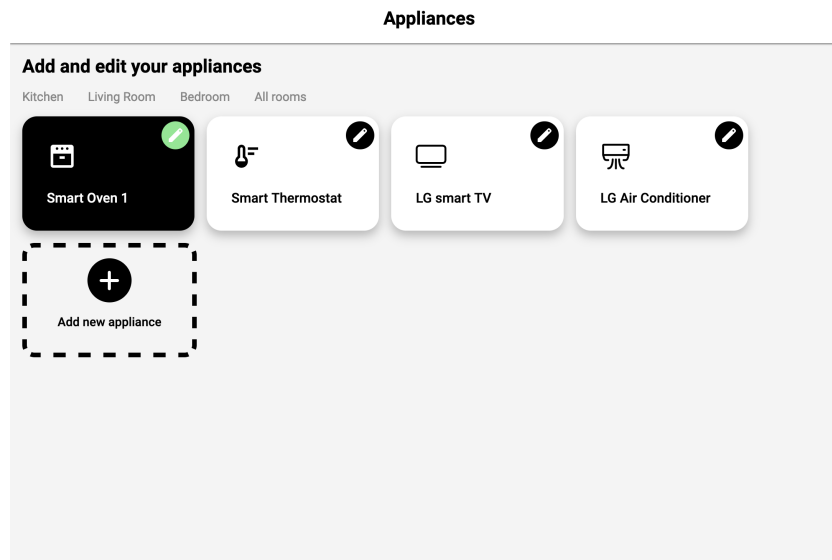 Appliances
Add and edit your appliances
Kitchen Living Room Bedroom All rooms
Smart Oven 1 Smart Thermostat LG smart TV LG Air Conditioner
Add new appliance